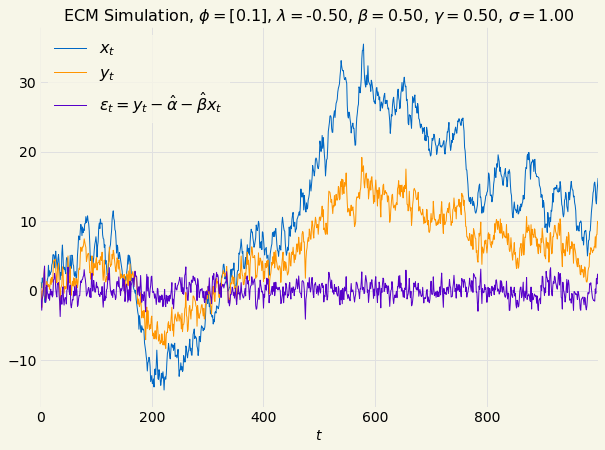 ECM Simulation, ϕ = [0.1], λ = -0.50, β = 0.50, γ = 0.50, σ = 1.00
x_t
y_t
ε_t = y_t − α̂ − β̂x_t
30
20
10
0
−10
0 200 400 600 800
t